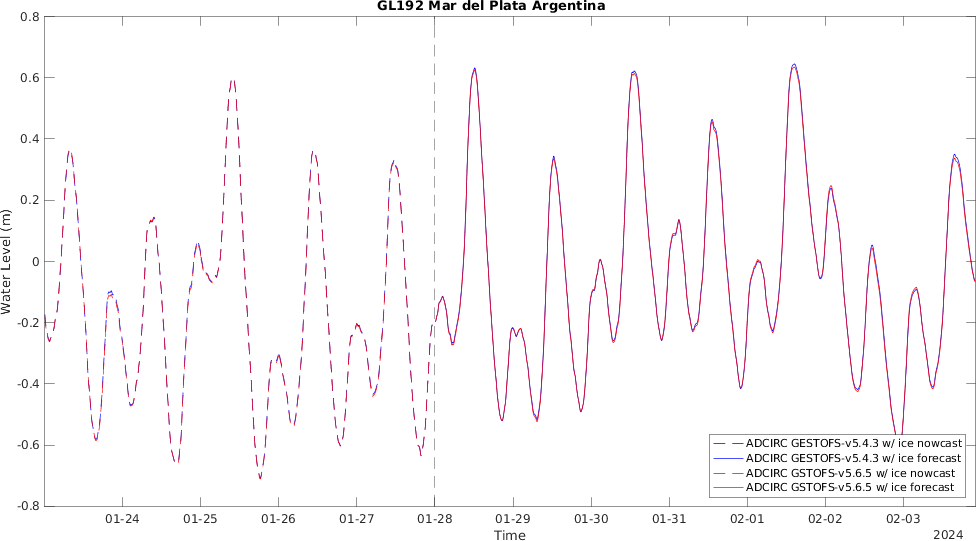 GL192 Mar del Plata Argentina
0.8
0.6
0.4
0.2
0
-0.2
-0.4
-0.6
-0.8
Water Level (m)
ADCIRC GESTOFS-v5.4.3 w/ ice nowcast
ADCIRC GESTOFS-v5.4.3 w/ ice forecast
ADCIRC GSTOFS-v5.6.5 w/ ice nowcast
ADCIRC GSTOFS-v5.6.5 w/ ice forecast
01-24 01-25 01-26 01-27 01-28 01-29 01-30 01-31 02-01 02-02 02-03
Time
2024